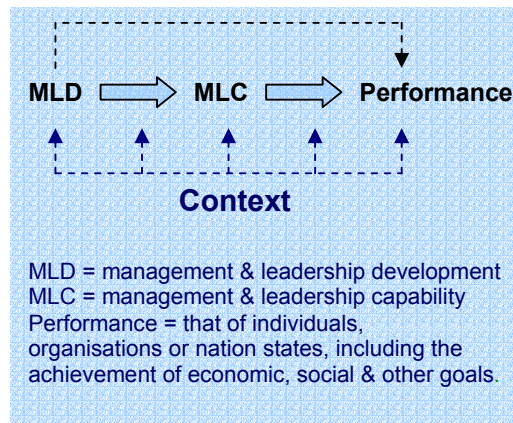 MLD MLC Performance
Context
MLD = management & leadership development
MLC = management & leadership capability
Performance = that of individuals,
organisations or nation states, including the
achievement of economic, social & other goals.